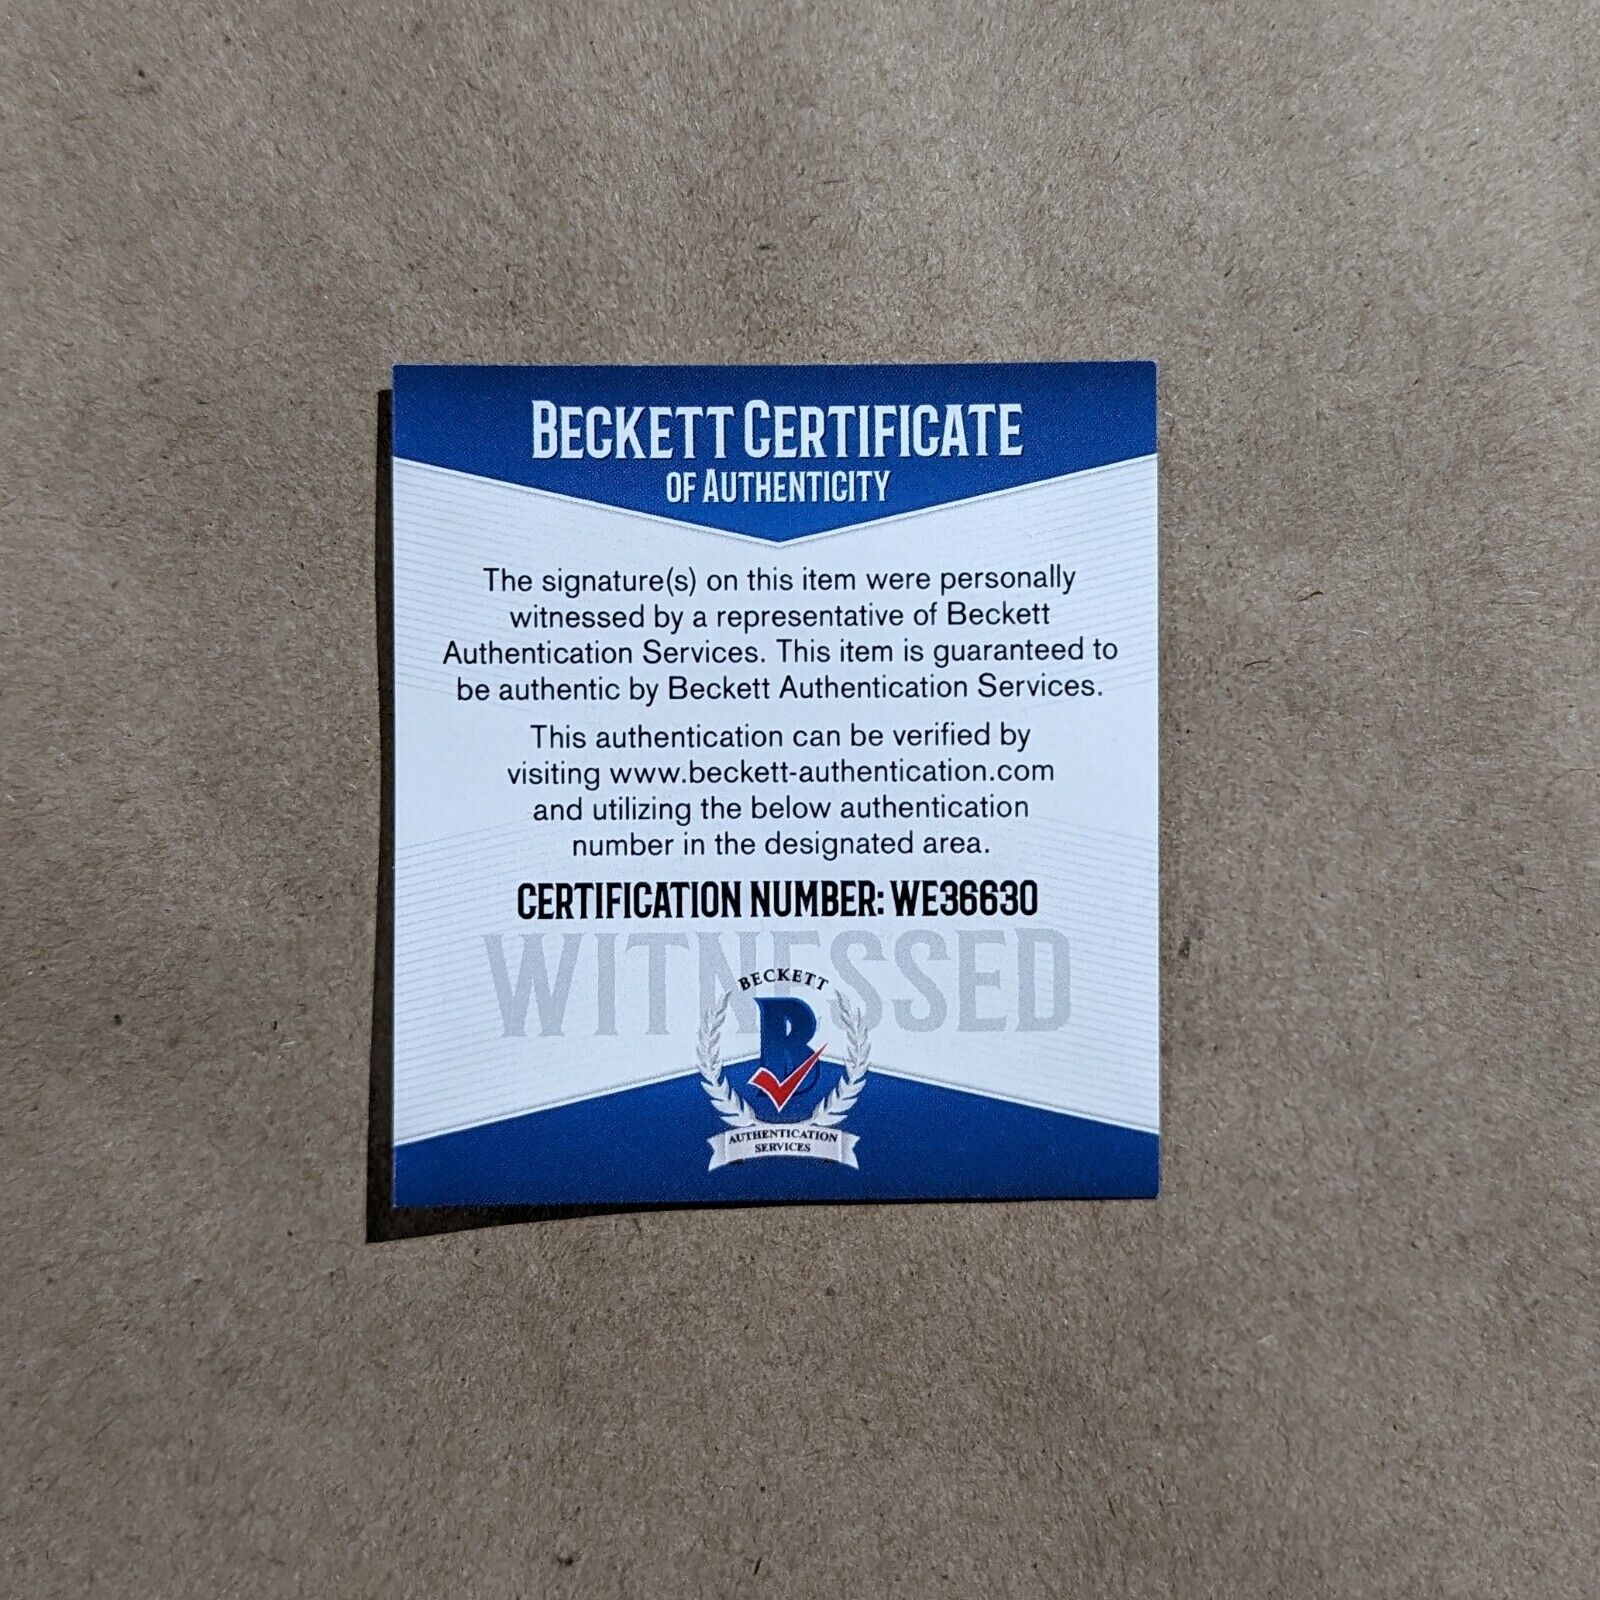 BECKETT CERTIFICATE
OF AUTHENTICITY
The signature(s) on this item were personally
witnessed by a representative of Beckett
Authentication Services. This item is guaranteed to
be authentic by Beckett Authentication Services.
This authentication can be verified by
visiting www.beckett-authentication.com
and utilizing the below authentication
number in the designated area.
CERTIFICATION NUMBER: WE36630
WITNESSED
BECKETT
B
AUTHENTICATION
SERVICES